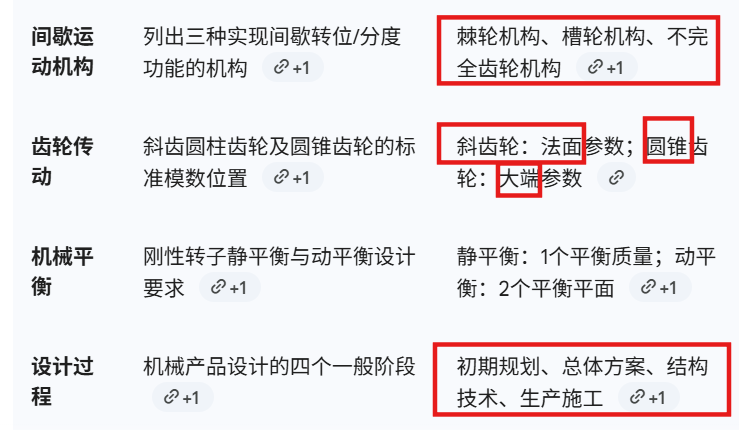 间歇运 列出三种实现间歇转位/分度 棘轮机构、槽轮机构、不完
动机构 功能的机构 +1 全齿轮机构 +1
齿轮传 斜齿圆柱齿轮及圆锥齿轮的标 斜齿轮：法面参数；圆锥齿
动 准模数位置 +1 轮：大端参数
机械平 刚性转子静平衡与动平衡设计 静平衡：1个平衡质量；动平
衡 要求 +1 衡：2个平衡平面 +1
设计过 机械产品设计的四个一般阶段 初期规划、总体方案、结构
程 +1 技术、生产施工 +1